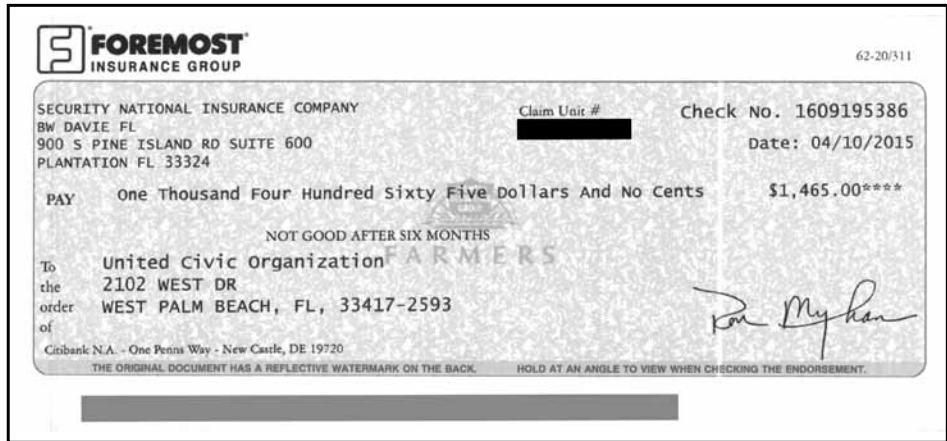 FOREMOST
INSURANCE GROUP
62-20/311
SECURITY NATIONAL INSURANCE COMPANY
BW DAVIE FL
900 S PINE ISLAND RD SUITE 600
PLANTATION FL 33324
Claim Unit #
Check No. 1609195386
Date: 04/10/2015
PAY One Thousand Four Hundred Sixty Five Dollars And No Cents $1,465.00****
NOT GOOD AFTER SIX MONTHS
FARMERS
To the order of
United Civic Organization
2102 WEST DR
WEST PALM BEACH, FL, 33417-2593
Ron Myhan
Citibank N.A. - One Penns Way - New Castle, DE 19720
THE ORIGINAL DOCUMENT HAS A REFLECTIVE WATERMARK ON THE BACK. HOLD AT AN ANGLE TO VIEW WHEN CHECKING THE ENDORSEMENT.